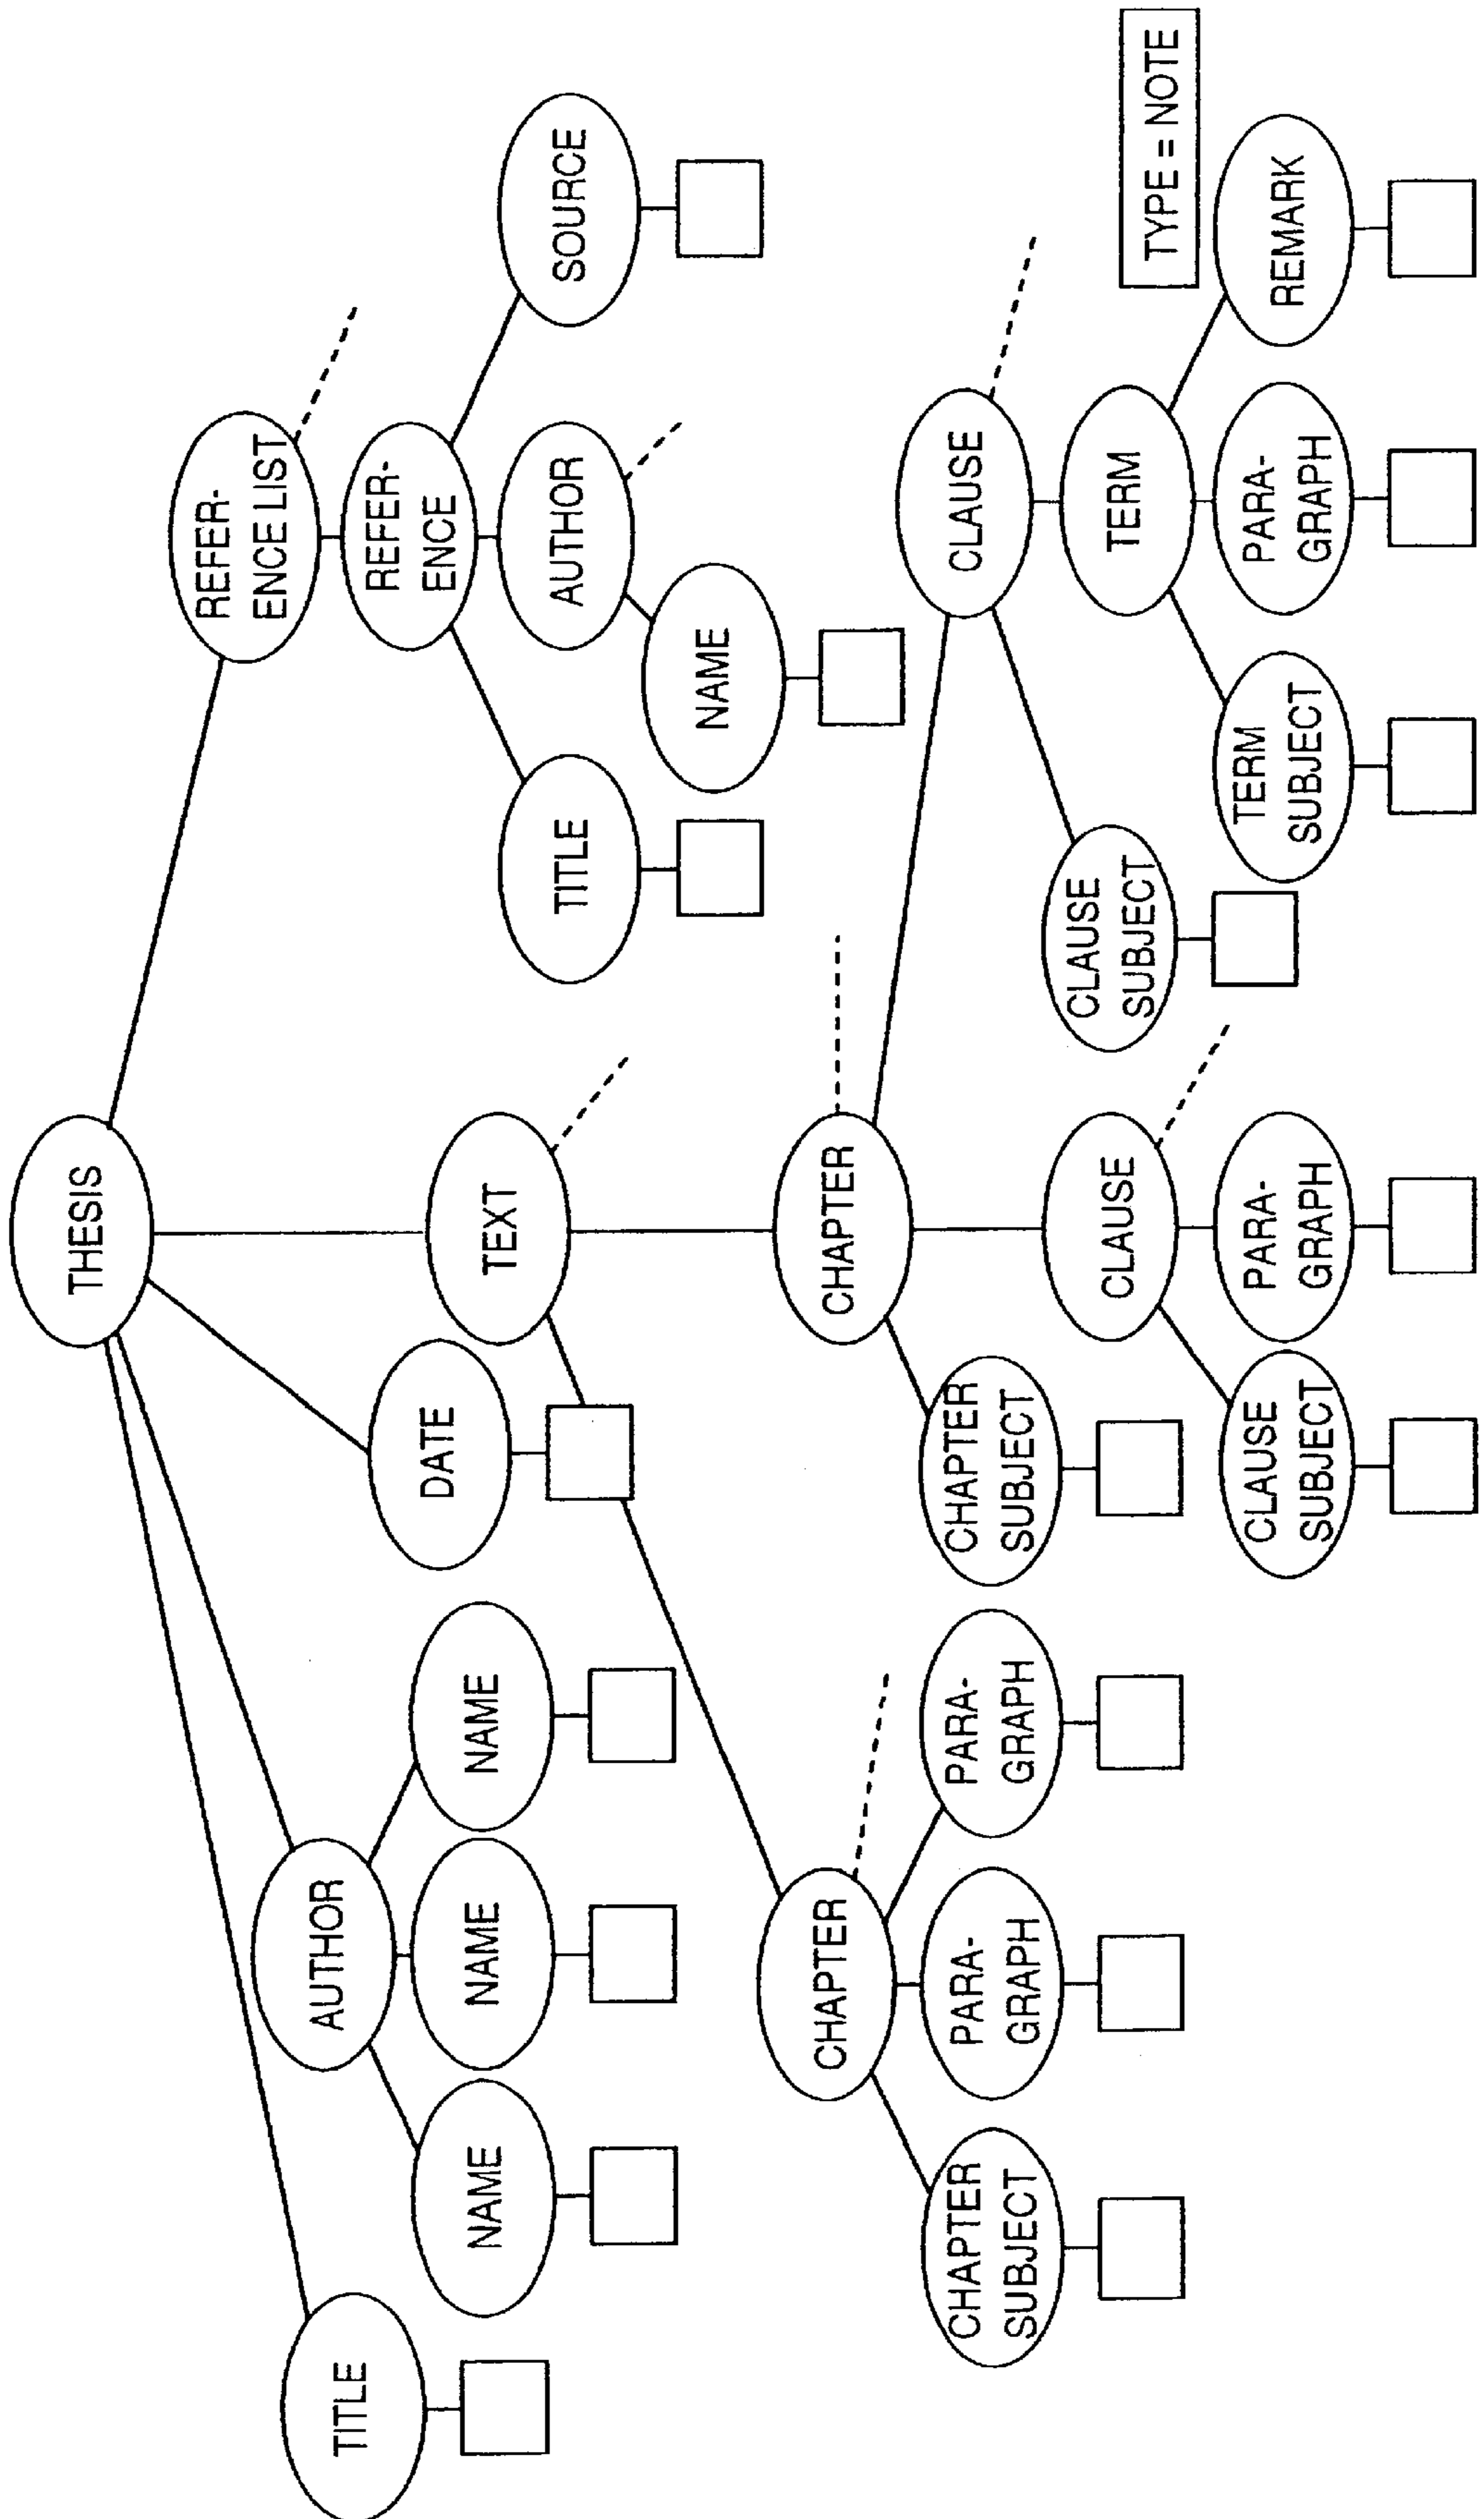 THESIS
TITLE
AUTHOR
NAME
NAME
NAME
DATE
TEXT
REFER-
ENCE LIST
REFER-
ENCE
TITLE
AUTHOR
NAME
SOURCE
CHAPTER
CHAPTER
SUBJECT
PARA-
GRAPH
PARA-
GRAPH
CHAPTER
CHAPTER
SUBJECT
CLAUSE
CLAUSE
SUBJECT
PARA-
GRAPH
CLAUSE
CLAUSE
SUBJECT
TERM
TERM
SUBJECT
PARA-
GRAPH
REMARK
TYPE = NOTE